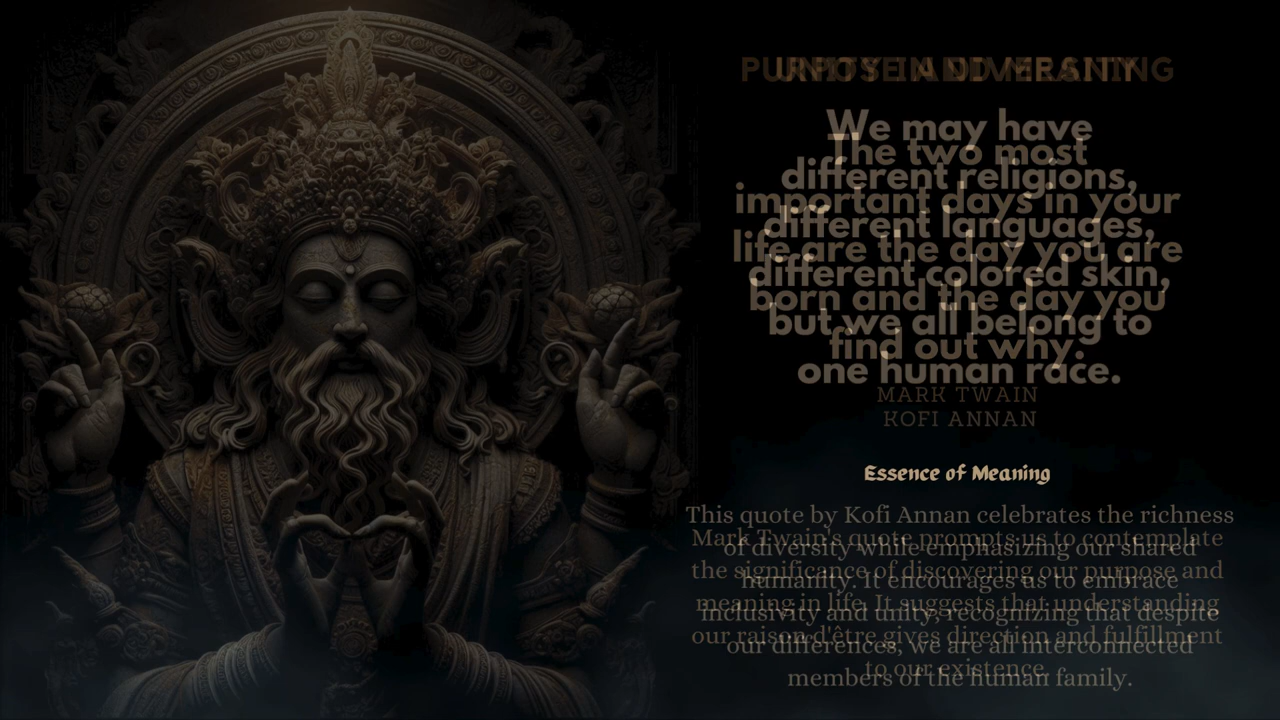 PURPOSE AND MEANING
UNITY IN DIVERSITY
We may have
The two most
different religions,
important days in your
different languages,
life are the day you are
different colored skin,
born and the day you
but we all belong to
find out why.
one human race.
MARK TWAIN
KOFI ANNAN
Essence of Meaning
This quote by Kofi Annan celebrates the richness
Mark Twain's quote prompts us to contemplate
of diversity while emphasizing our shared
the significance of discovering our purpose and
humanity. It encourages us to embrace
meaning in life. It suggests that understanding
inclusivity and unity, recognizing that despite
our raison d'être gives direction and fulfillment
our differences, we are all interconnected
to our existence.
members of the human family.